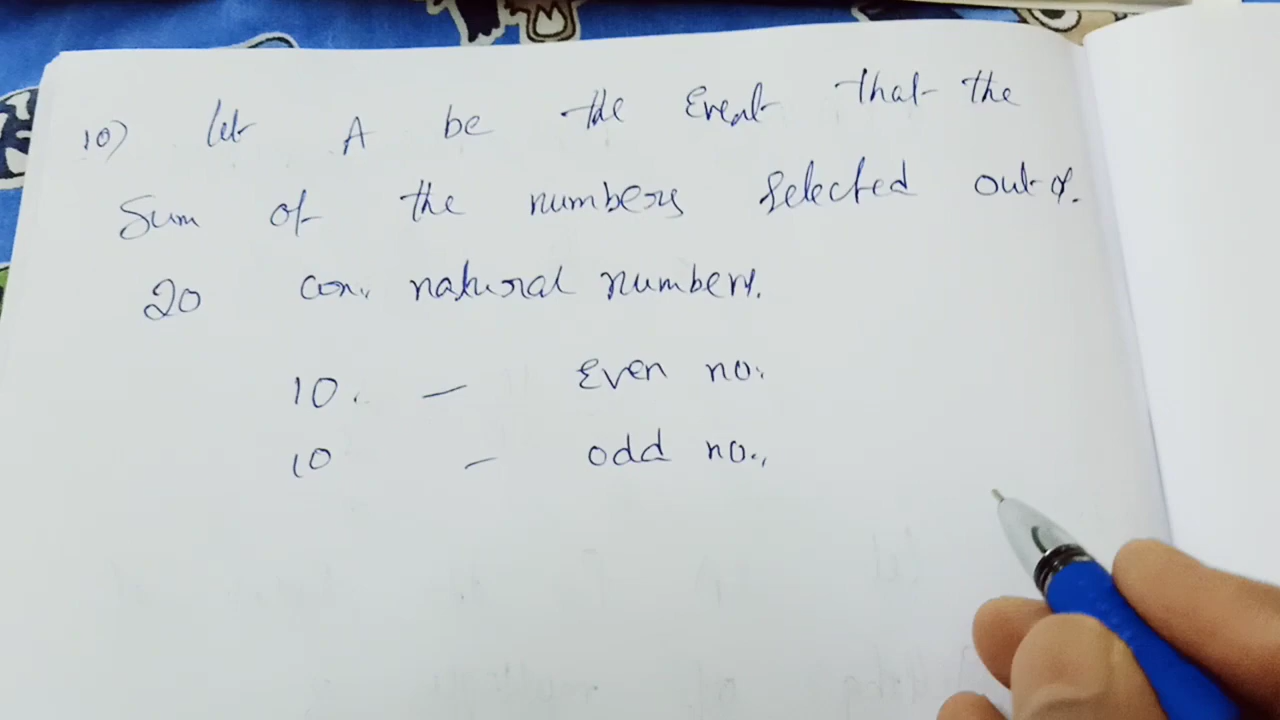 10) Let A be the Event that the
Sum of the numbers selected out of
20 con. natural numbers.
10. - Even no.
10 - odd no.,